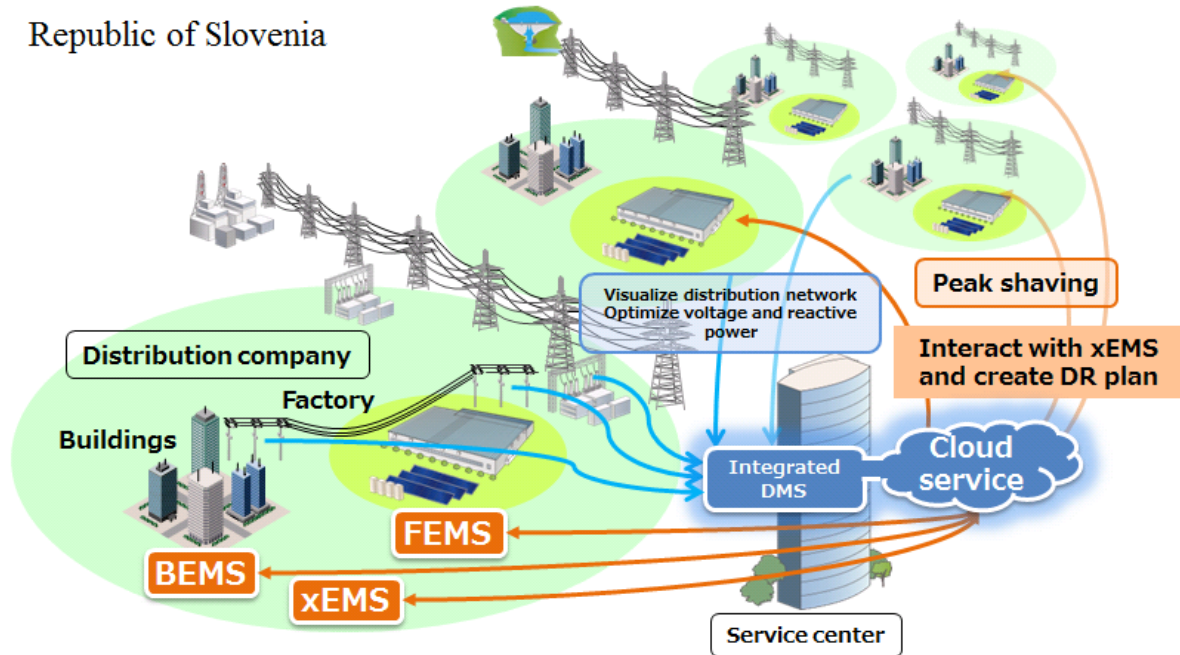 Republic of Slovenia
Peak shaving
Visualize distribution network
Optimize voltage and reactive
power
Interact with xEMS
and create DR plan
Distribution company
Factory
Buildings
Integrated
DMS
Cloud
service
FEMS
BEMS
xEMS
Service center